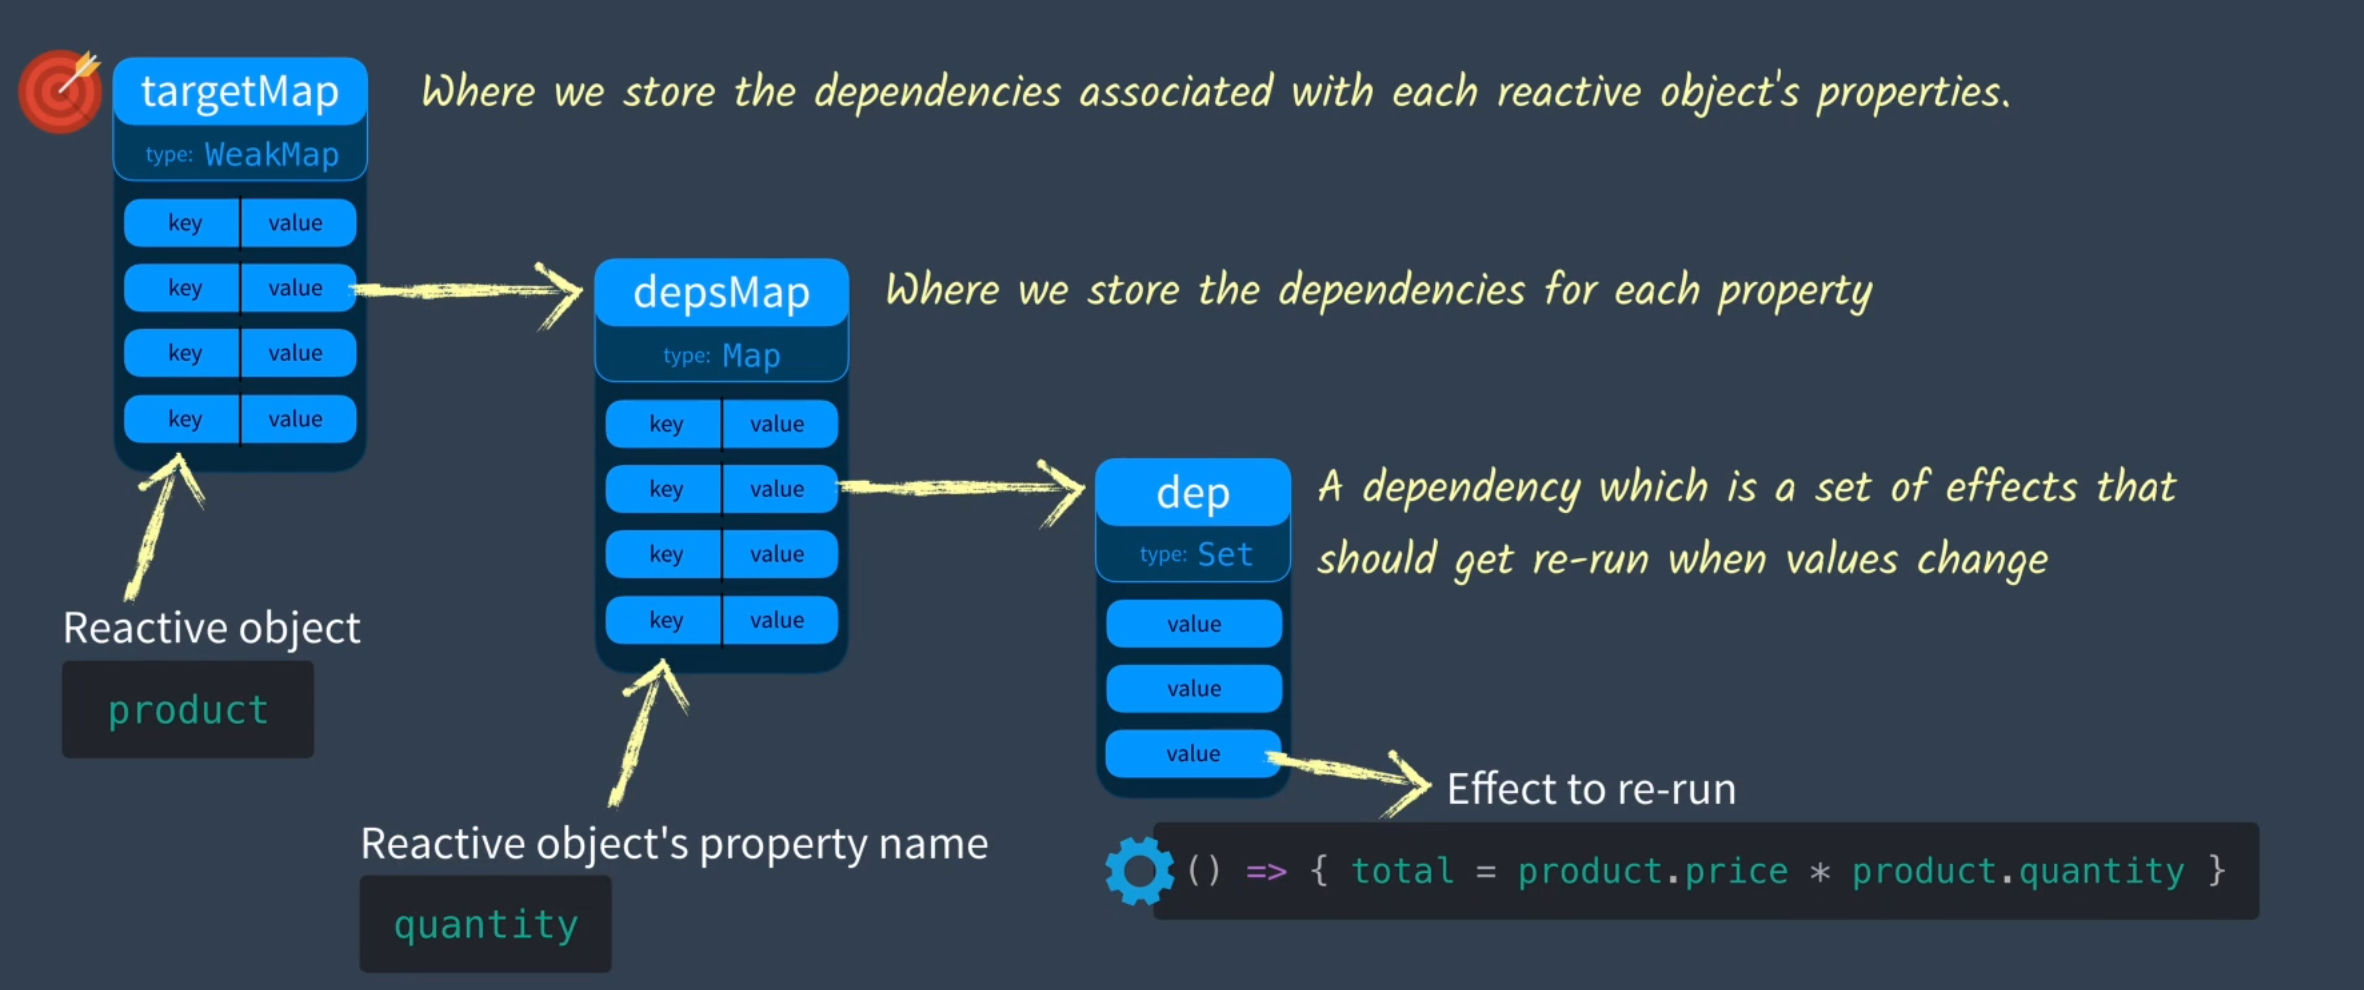 targetMap
Where we store the dependencies associated with each reactive object's properties.
type: WeakMap
key value
key value
key value
key value
Reactive object
product
depsMap
Where we store the dependencies for each property
type: Map
key value
key value
key value
key value
Reactive object's property name
quantity
dep
A dependency which is a set of effects that
should get re-run when values change
type: Set
value
value
value
Effect to re-run
() => { total = product.price * product.quantity }